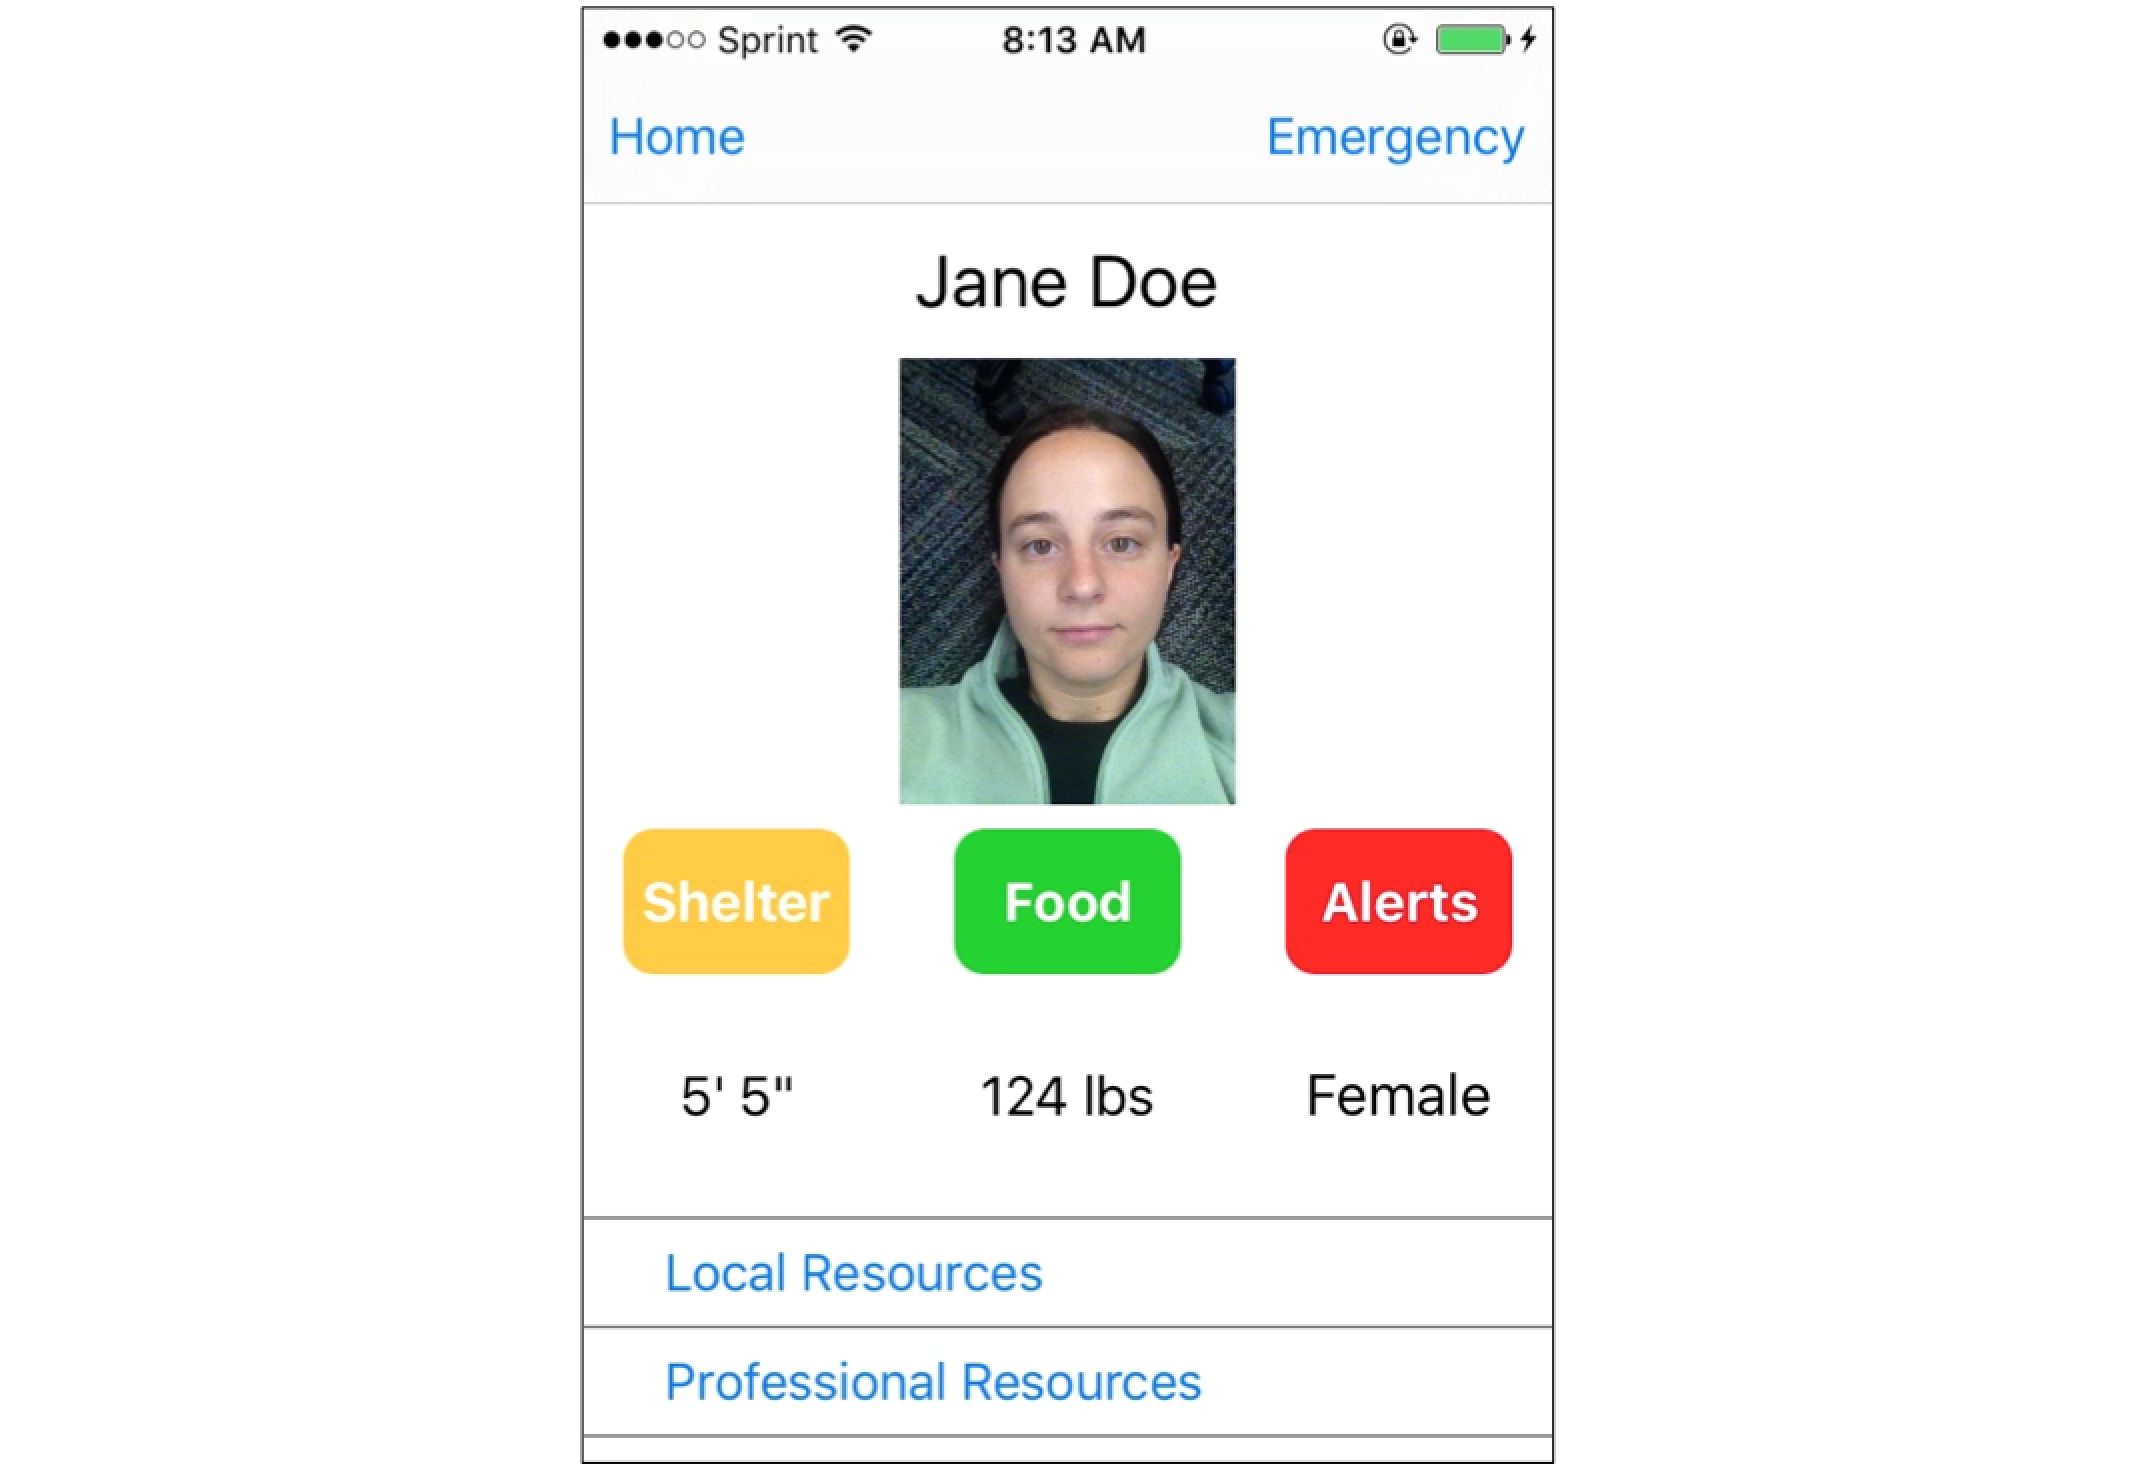 Sprint 8:13 AM
Home Emergency
Jane Doe
Shelter Food Alerts
5' 5" 124 lbs Female
Local Resources
Professional Resources